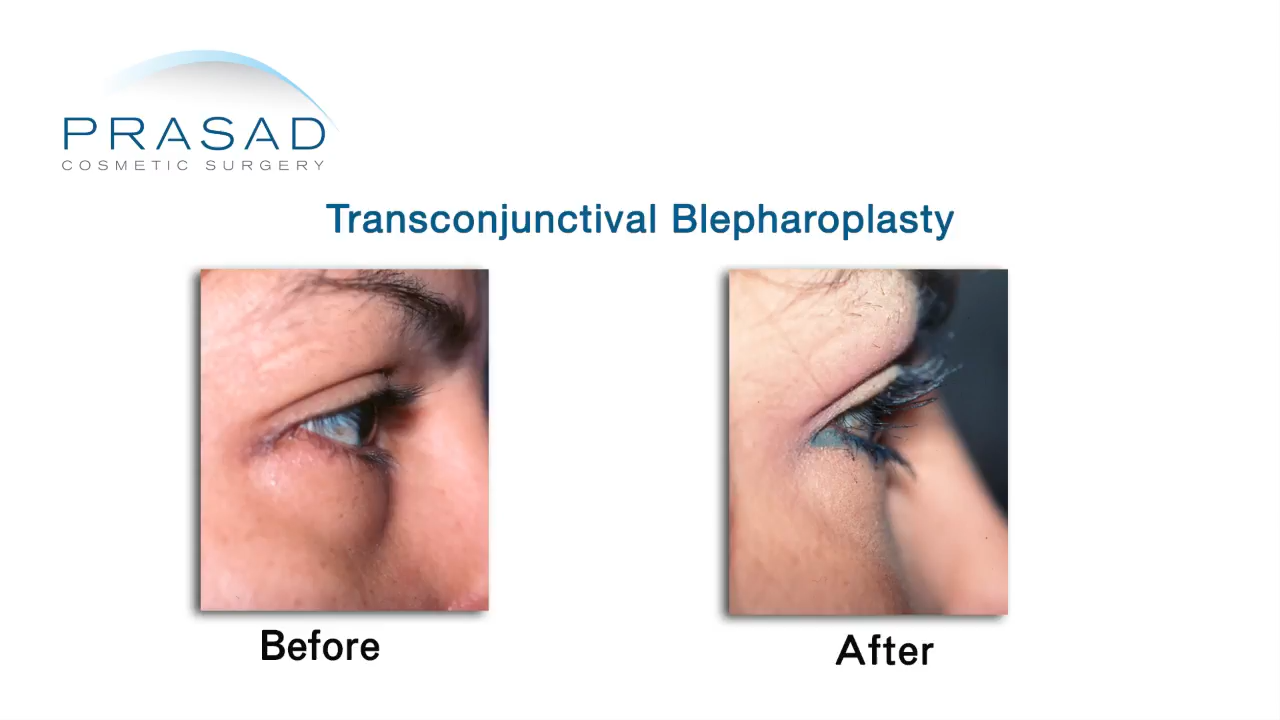 PRASAD
COSMETIC SURGERY
Transconjunctival Blepharoplasty
Before
After